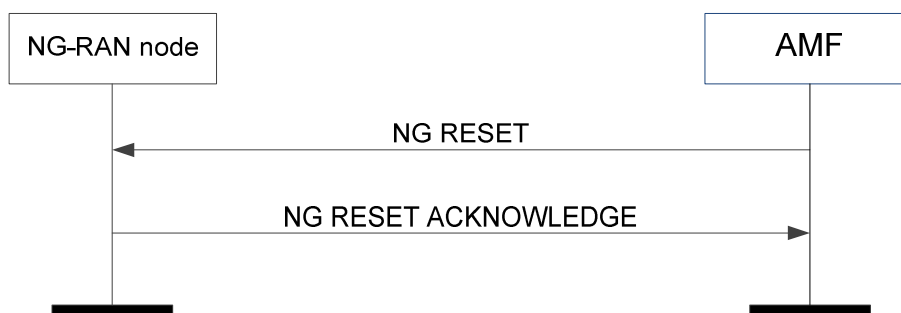 NG-RAN node
AMF
NG RESET
NG RESET ACKNOWLEDGE